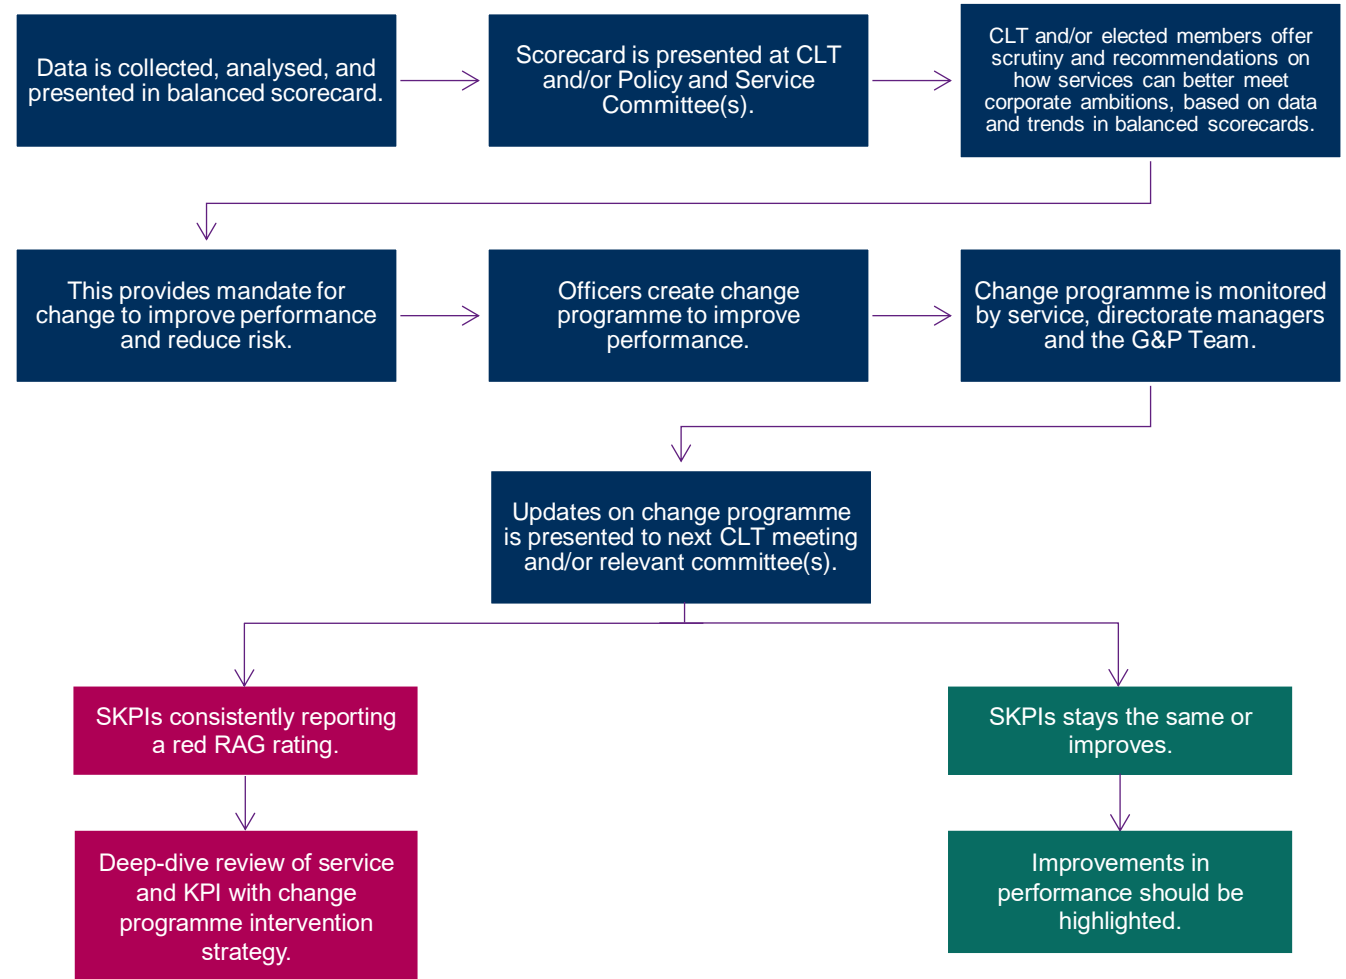 Data is collected, analysed, and
presented in balanced scorecard.
Scorecard is presented at CLT
and/or Policy and Service
Committee(s).
CLT and/or elected members offer
scrutiny and recommendations on
how services can better meet
corporate ambitions, based on data
and trends in balanced scorecards.
This provides mandate for
change to improve performance
and reduce risk.
Officers create change
programme to improve
performance.
Change programme is monitored
by service, directorate managers
and the G&P Team.
Updates on change programme
is presented to next CLT meeting
and/or relevant committee(s).
SKPIs consistently reporting
a red RAG rating.
SKPIs stays the same or
improves.
Deep-dive review of service
and KPI with change
programme intervention
strategy.
Improvements in
performance should be
highlighted.